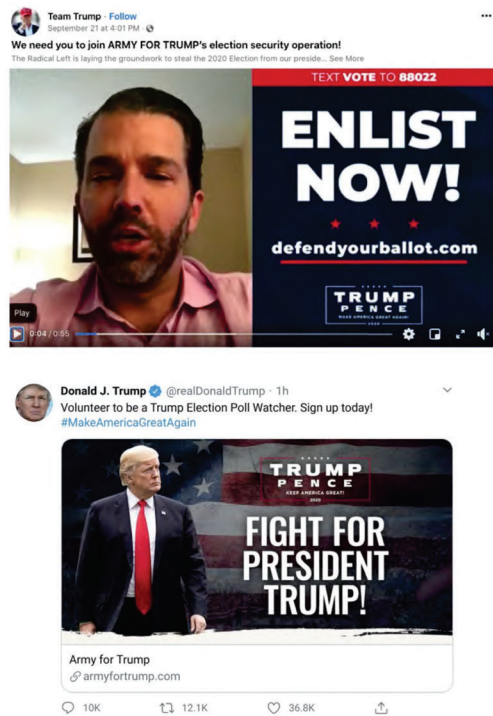 Team Trump · Follow
September 21 at 4:01 PM ·
We need you to join ARMY FOR TRUMP's election security operation!
The Radical Left is laying the groundwork to steal the 2020 Election from our preside... See More
TEXT VOTE TO 88022
ENLIST
NOW!
defendyourballot.com
TRUMP
PENCE
MAKE AMERICA GREAT AGAIN!
2020
Play
0:04 / 0:55
Donald J. Trump @realDonaldTrump · 1h
Volunteer to be a Trump Election Poll Watcher. Sign up today!
#MakeAmericaGreatAgain
TRUMP
PENCE
KEEP AMERICA GREAT!
2020
FIGHT FOR
PRESIDENT
TRUMP!
Army for Trump
armyfortrump.com
10K 12.1K 36.8K